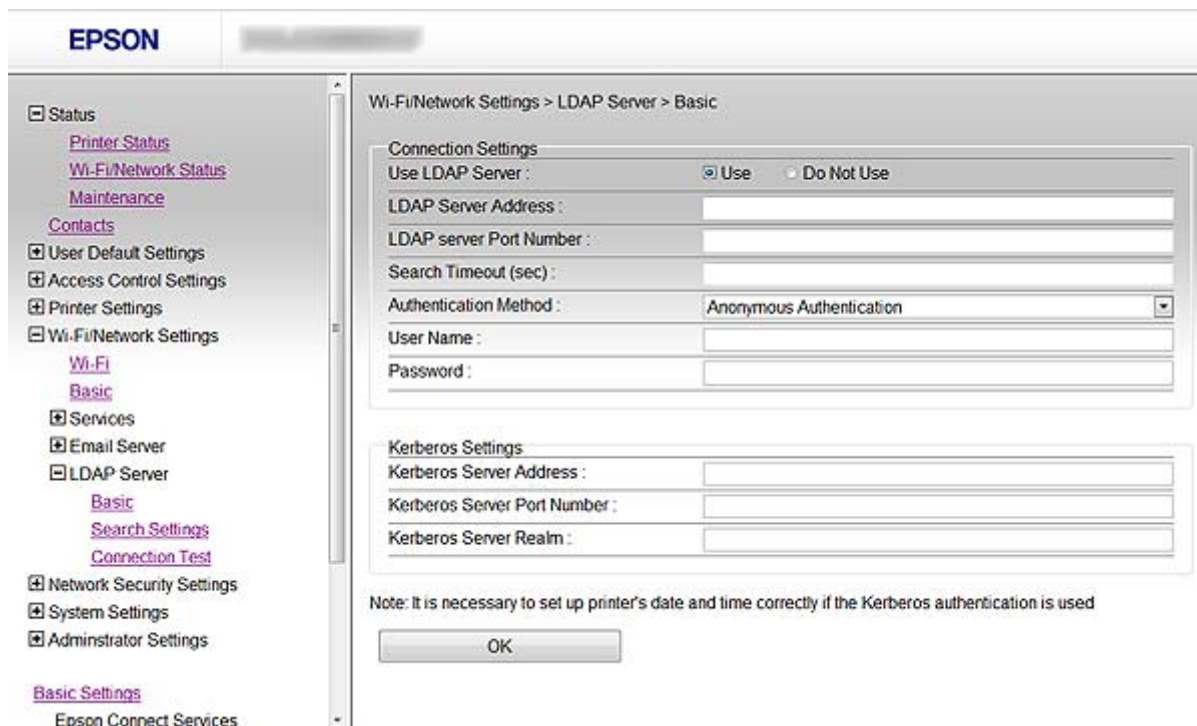 EPSON
Status
Printer Status
Wi-Fi/Network Status
Maintenance
Contacts
User Default Settings
Access Control Settings
Printer Settings
Wi-Fi/Network Settings
Wi-Fi
Basic
Services
Email Server
LDAP Server
Basic
Search Settings
Connection Test
Network Security Settings
System Settings
Adminstrator Settings
Basic Settings
Epson Connect Services
Wi-Fi/Network Settings > LDAP Server > Basic
Connection Settings
Use LDAP Server : Use Do Not Use
LDAP Server Address :
LDAP server Port Number :
Search Timeout (sec) :
Authentication Method : Anonymous Authentication
User Name :
Password :
Kerberos Settings
Kerberos Server Address :
Kerberos Server Port Number :
Kerberos Server Realm :
Note: It is necessary to set up printer's date and time correctly if the Kerberos authentication is used
OK